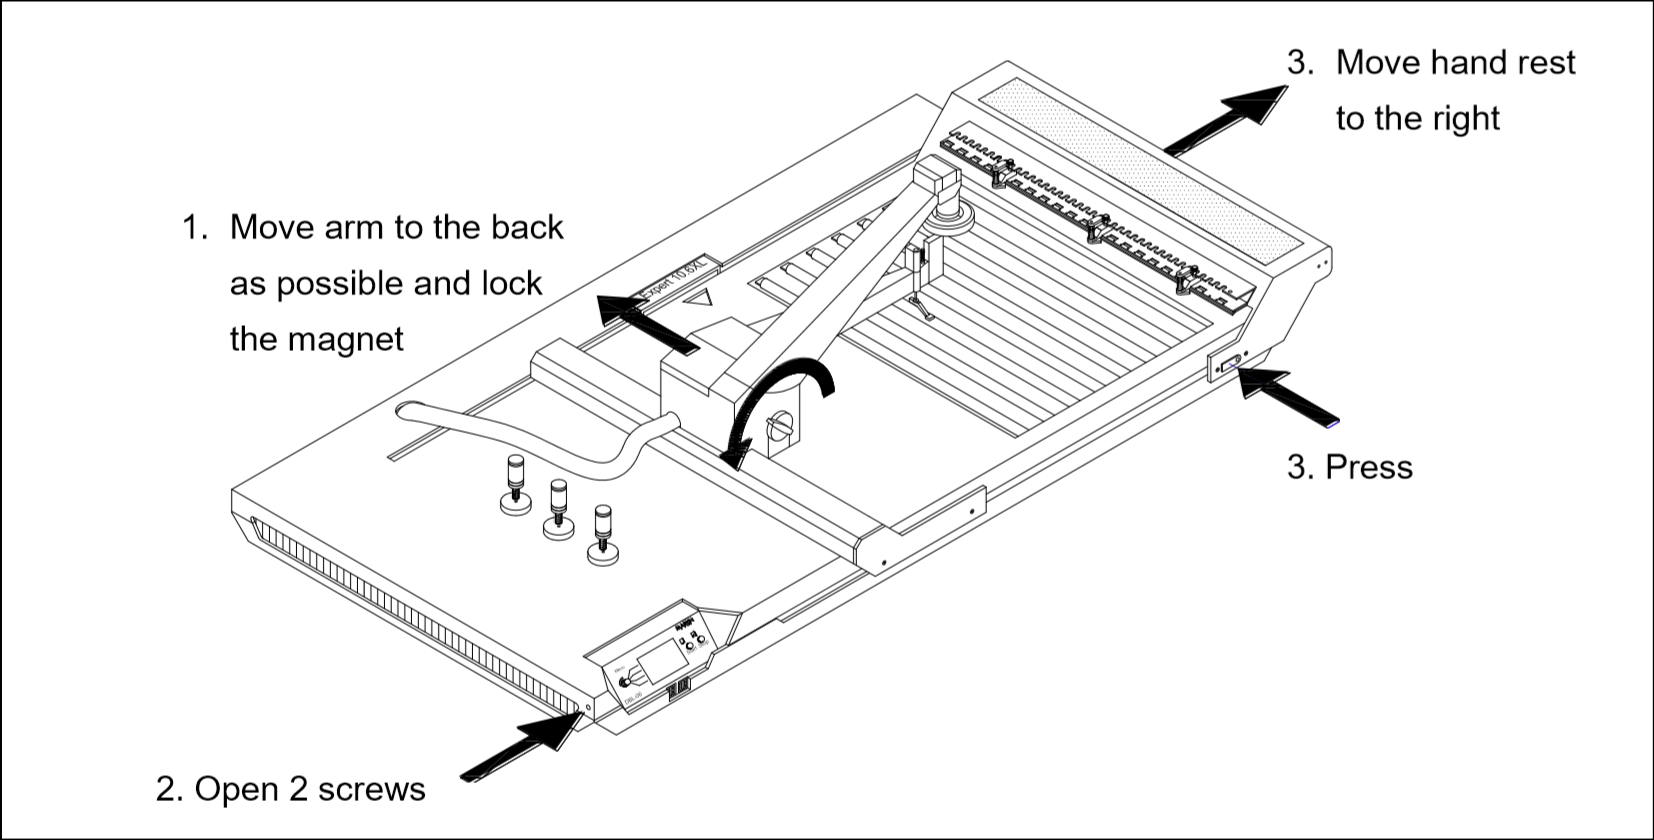 3. Move hand rest
to the right
1. Move arm to the back
as possible and lock
the magnet
Expert 10.6XL
3. Press
2. Open 2 screws